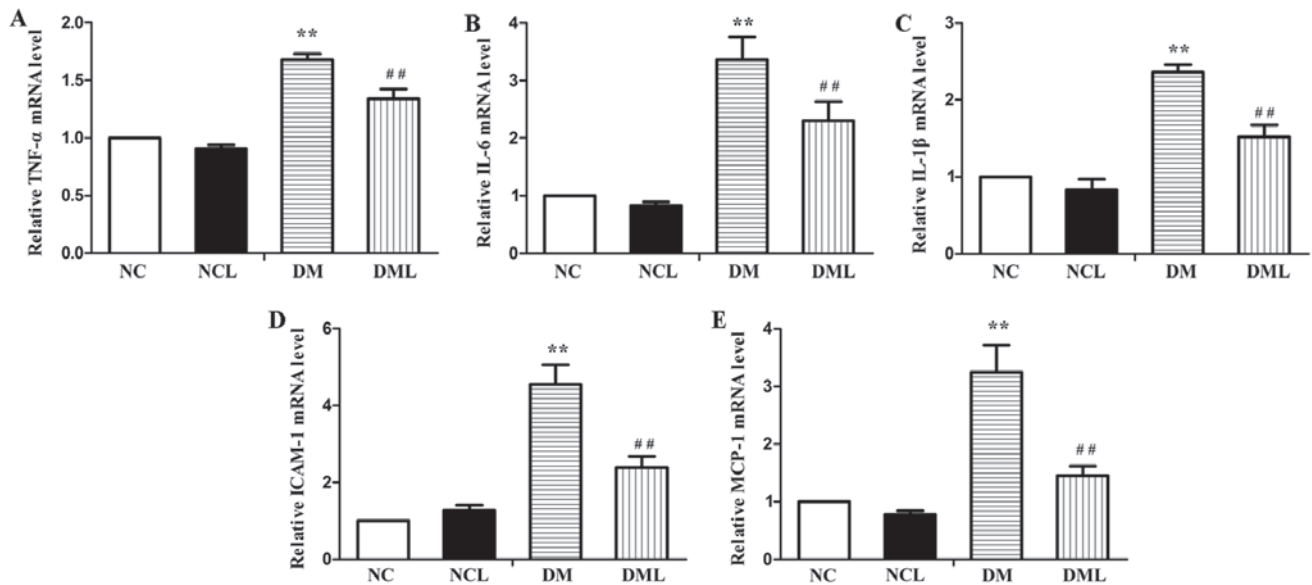 A
Relative TNF-α mRNA level
2.0
1.5
1.0
0.5
0.0
**
##
NC NCL DM DML
B
Relative IL-6 mRNA level
4
3
2
1
0
**
##
NC NCL DM DML
C
Relative IL-1β mRNA level
3
2
1
0
**
##
NC NCL DM DML
D
Relative ICAM-1 mRNA level
6
4
2
0
**
##
NC NCL DM DML
E
Relative MCP-1 mRNA level
4
3
2
1
0
**
##
NC NCL DM DML